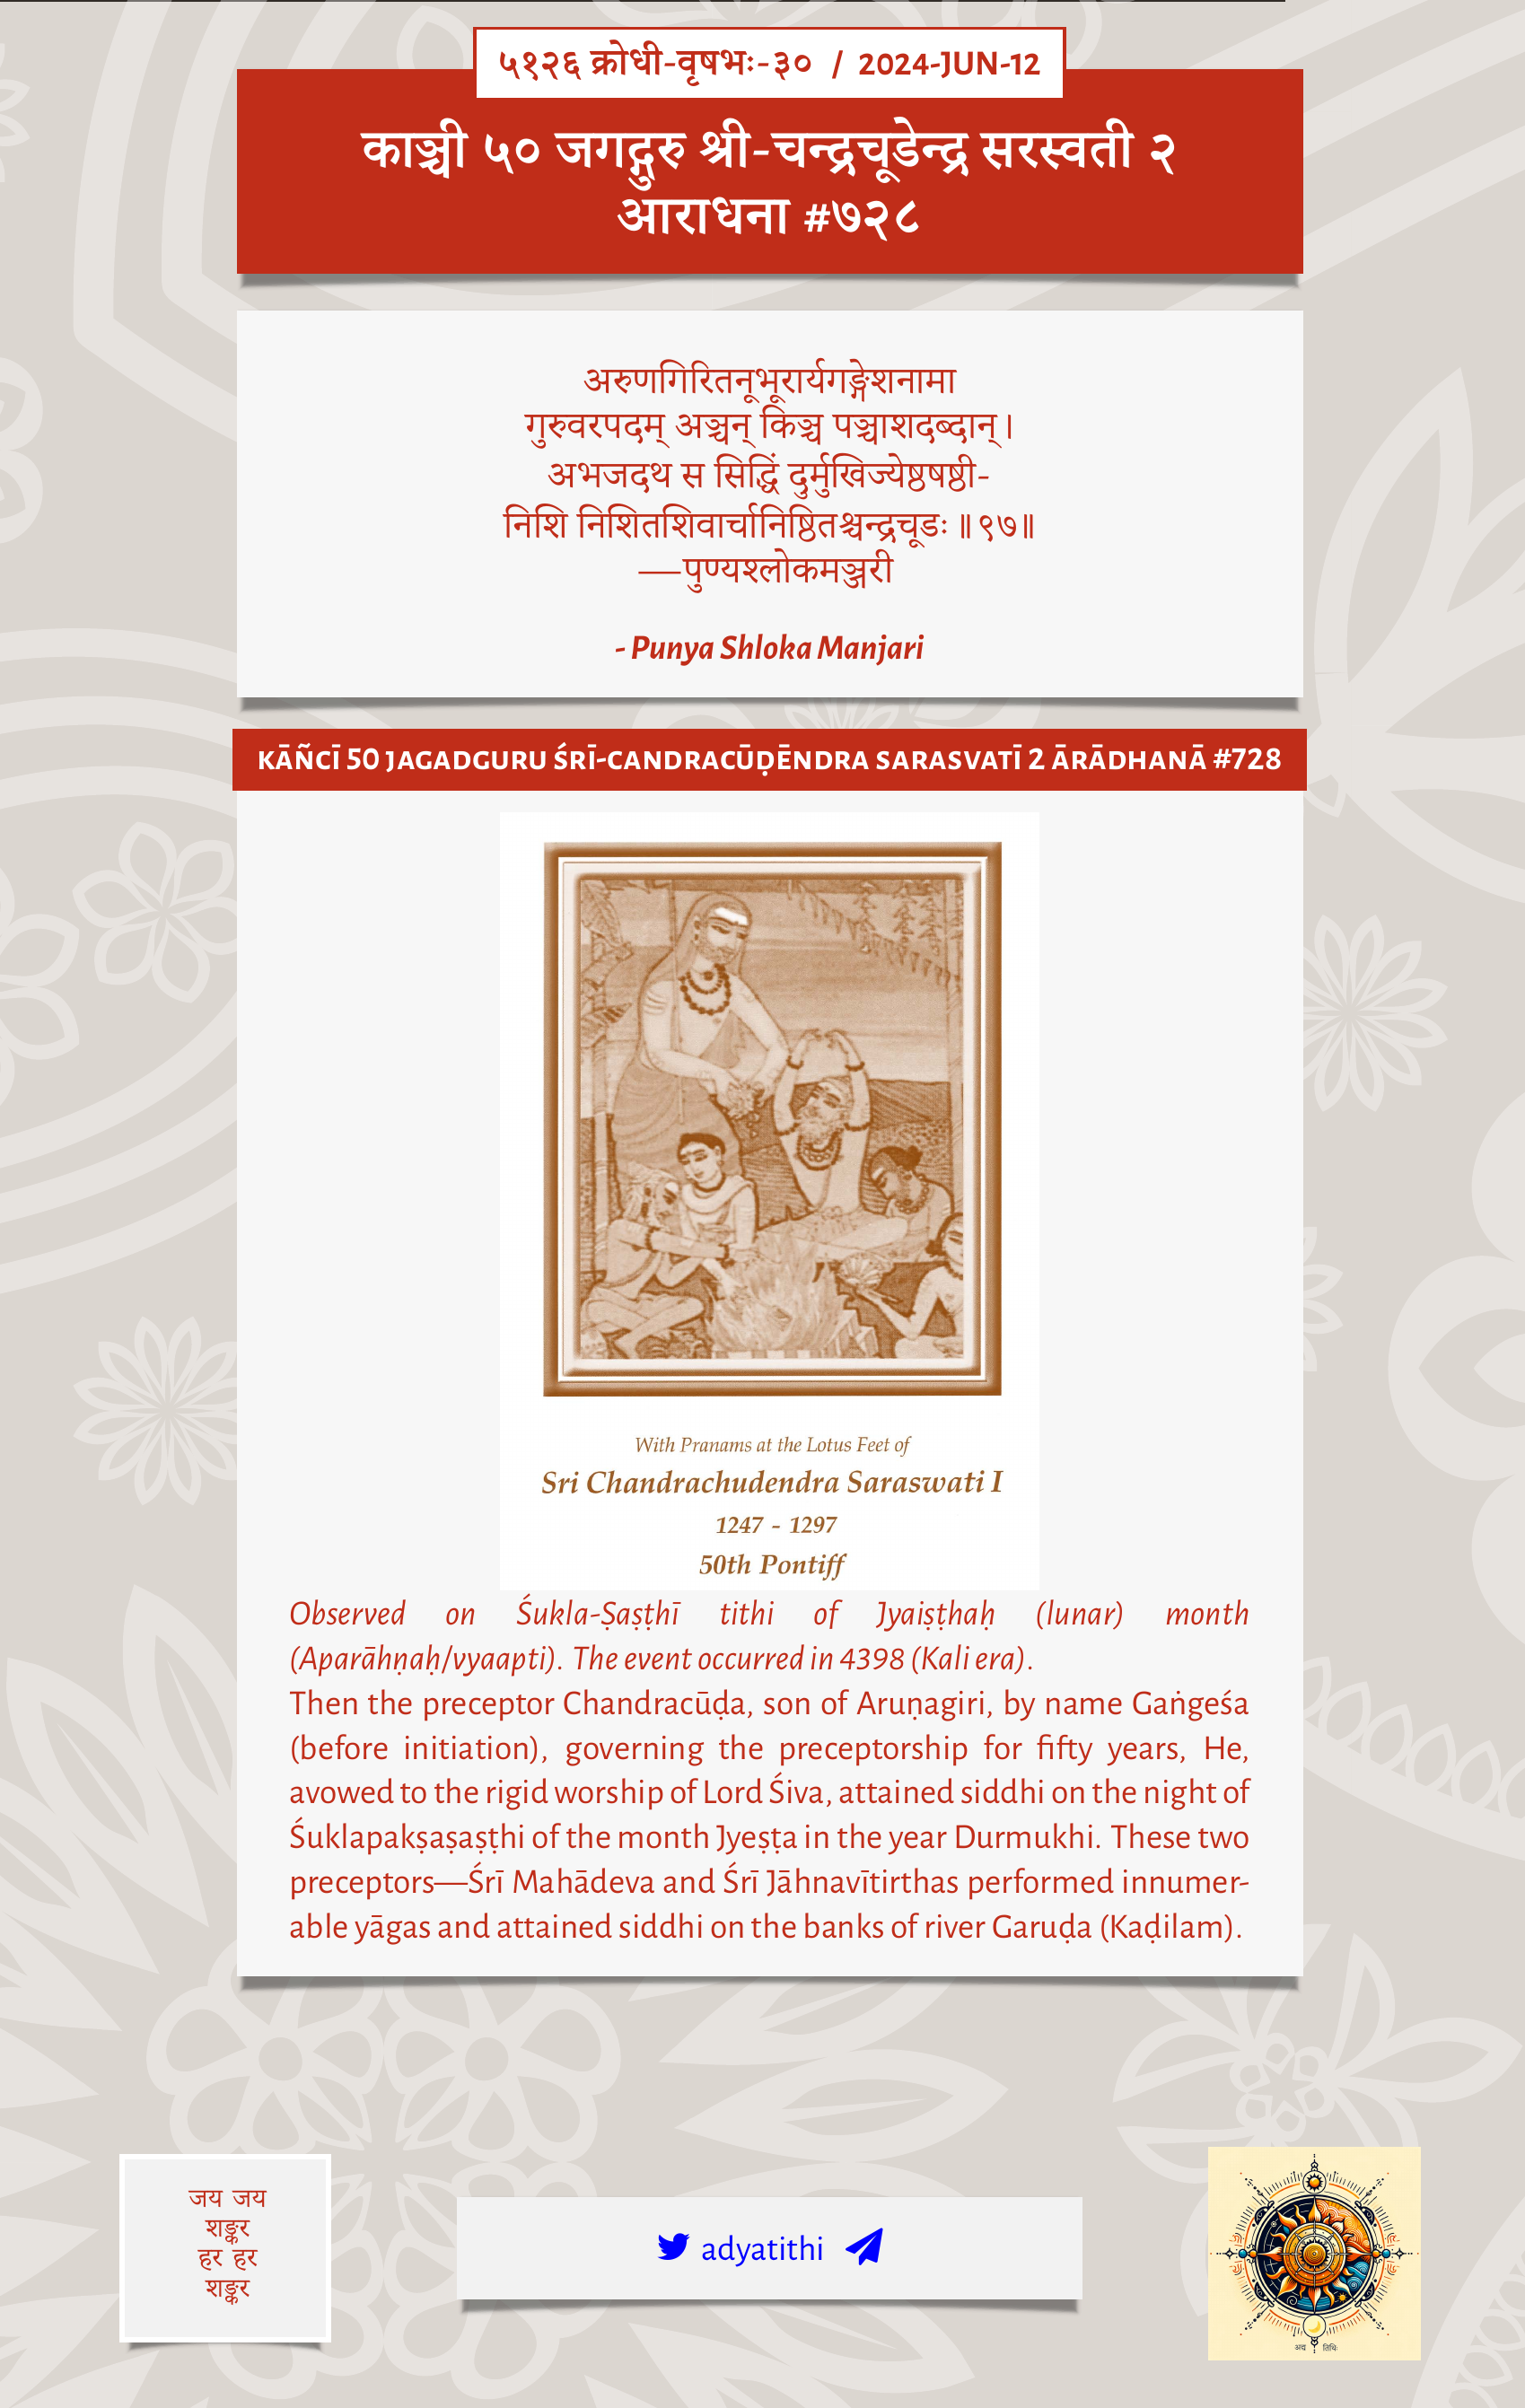 ५१२६ क्रोधी-वृषभः-३० / 2024-JUN-12
काञ्ची ५० जगद्गुरु श्री-चन्द्रचूडेन्द्र सरस्वती २
आराधना #७२८
अरुणगिरितनूभूरार्यगङ्गेशनामा
गुरुवरपदम् अञ्चन् किञ्च पञ्चाशदब्दान्।
अभजदथ स सिद्धिं दुर्मुखिज्येष्ठषष्ठी-
निशि निशितशिवार्चानिष्ठितश्चन्द्रचूडः॥९७॥
—पुण्यश्लोकमञ्जरी
- Punya Shloka Manjari
KĀÑCĪ 50 JAGADGURU ŚRĪ-CANDRACŪḌĒNDRA SARASVATĪ 2 ĀRĀDHANĀ #728
With Pranams at the Lotus Feet of
Sri Chandrachudendra Saraswati I
1247 - 1297
50th Pontiff
Observed on Śukla-Ṣaṣṭhī tithi of Jyaiṣṭhaḥ (lunar) month
(Aparāhṇaḥ/vyaapti). The event occurred in 4398 (Kali era).
Then the preceptor Chandracūḍa, son of Aruṇagiri, by name Gaṅgeśa
(before initiation), governing the preceptorship for fifty years, He,
avowed to the rigid worship of Lord Śiva, attained siddhi on the night of
Śuklapakṣaṣaṣṭhi of the month Jyeṣṭa in the year Durmukhi. These two
preceptors—Śrī Mahādeva and Śrī Jāhnavītirthas performed innumer-
able yāgas and attained siddhi on the banks of river Garuḍa (Kaḍilam).
जय जय
शङ्कर
हर हर
शङ्कर
adyatithi
अद्य तिथिः